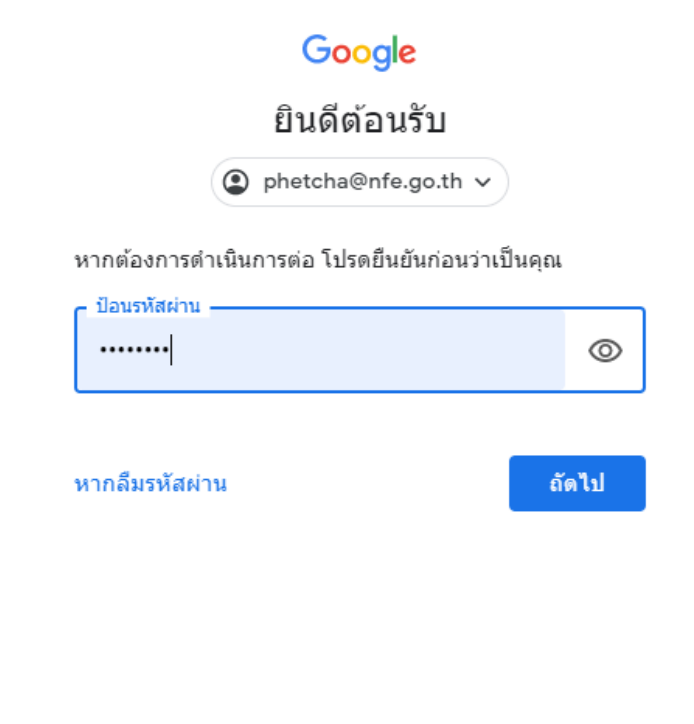 Google
ยินดีต้อนรับ
phetcha@nfe.go.th
หากต้องการดำเนินการต่อ โปรดยืนยันก่อนว่าเป็นคุณ
ป้อนรหัสผ่าน
••••••••
หากลืมรหัสผ่าน
ถัดไป